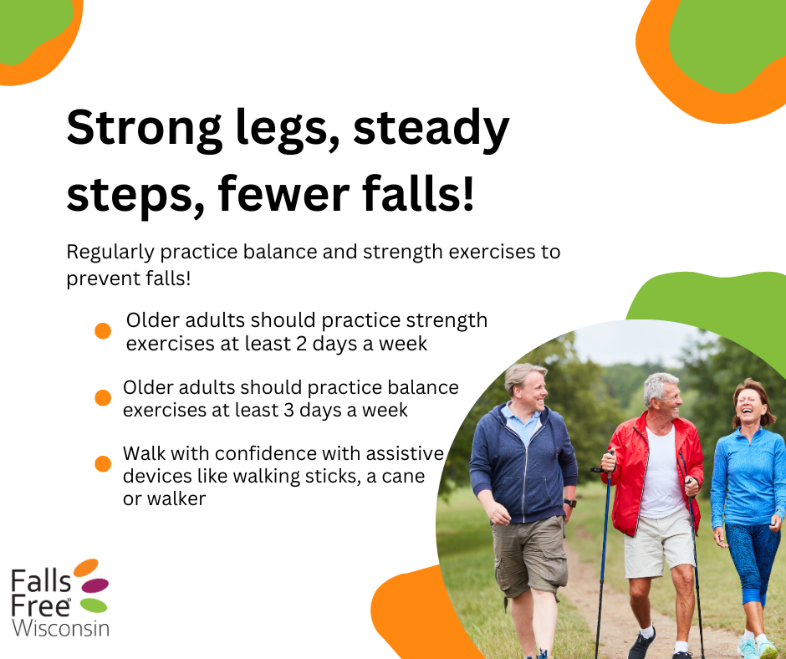 Strong legs, steady
steps, fewer falls!
Regularly practice balance and strength exercises to
prevent falls!
Older adults should practice strength
exercises at least 2 days a week
Older adults should practice balance
exercises at least 3 days a week
Walk with confidence with assistive
devices like walking sticks, a cane
or walker
Falls
Free®
Wisconsin